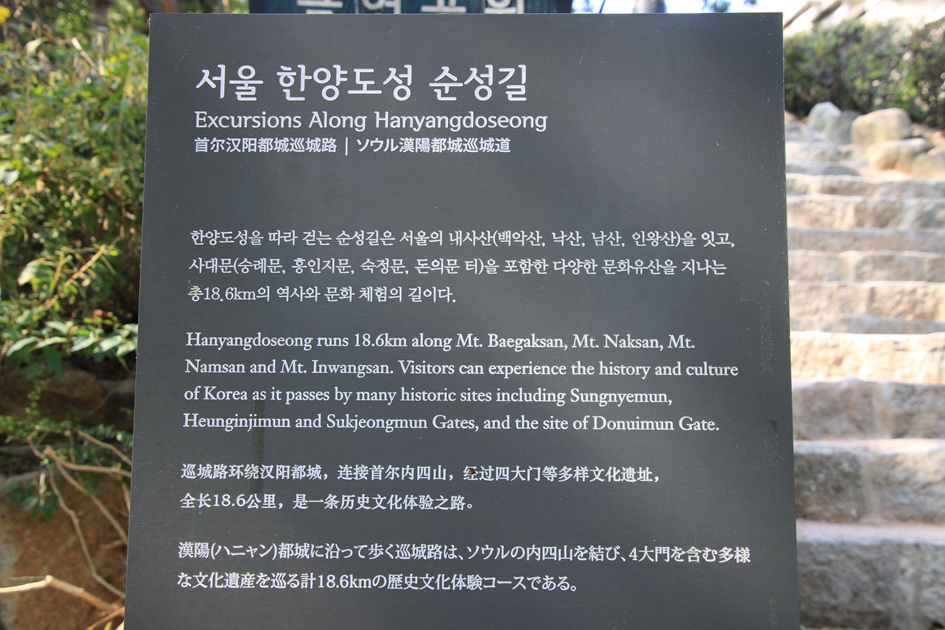 서울 한양도성 순성길
Excursions Along Hanyangdoseong
首尔汉阳都城巡城路 | ソウル漢陽都城巡城道
한양도성을 따라 걷는 순성길은 서울의 내사산(백악산, 낙산, 남산, 인왕산)을 잇고,
사대문(숭례문, 흥인지문, 숙정문, 돈의문 터)을 포함한 다양한 문화유산을 지나는
총18.6km의 역사와 문화 체험의 길이다.
Hanyangdoseong runs 18.6km along Mt. Baegaksan, Mt. Naksan, Mt.
Namsan and Mt. Inwangsan. Visitors can experience the history and culture
of Korea as it passes by many historic sites including Sungnyemun,
Heunginjimun and Sukjeongmun Gates, and the site of Donuimun Gate.
巡城路环绕汉阳都城，连接首尔内四山，经过四大门等多样文化遗址，
全长18.6公里，是一条历史文化体验之路。
漢陽(ハニャン)都城に沿って歩く巡城路は、ソウルの内四山を結び、4大門を含む多様
な文化遺産を巡る計18.6kmの歴史文化体験コースである。